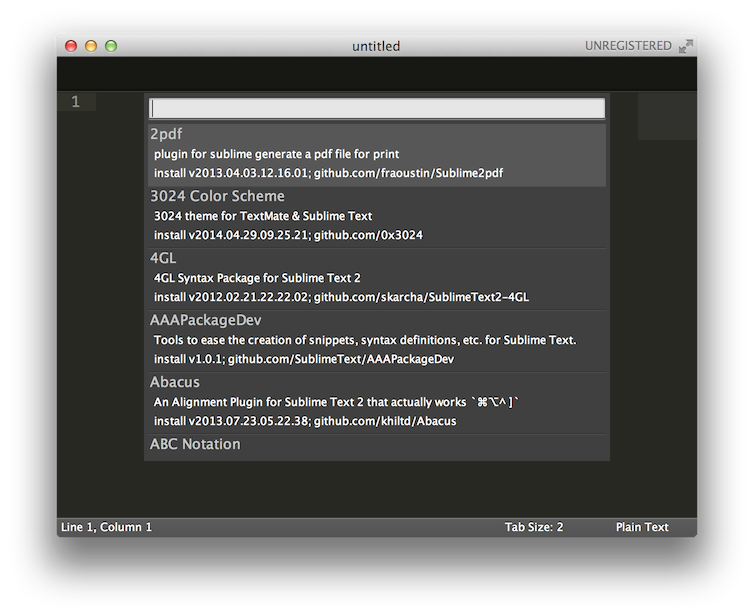 untitled
UNREGISTERED
1
2pdf
plugin for sublime generate a pdf file for print
install v2013.04.03.12.16.01; github.com/fraoustin/Sublime2pdf
3024 Color Scheme
3024 theme for TextMate & Sublime Text
install v2014.04.29.09.25.21; github.com/0x3024
4GL
4GL Syntax Package for Sublime Text 2
install v2012.02.21.22.22.02; github.com/skarcha/SublimeText2-4GL
AAAPackageDev
Tools to ease the creation of snippets, syntax definitions, etc. for Sublime Text.
install v1.0.1; github.com/SublimeText/AAAPackageDev
Abacus
An Alignment Plugin for Sublime Text 2 that actually works `⌘⌥^]`
install v2013.07.23.05.22.38; github.com/khiltd/Abacus
ABC Notation
Line 1, Column 1
Tab Size: 2
Plain Text